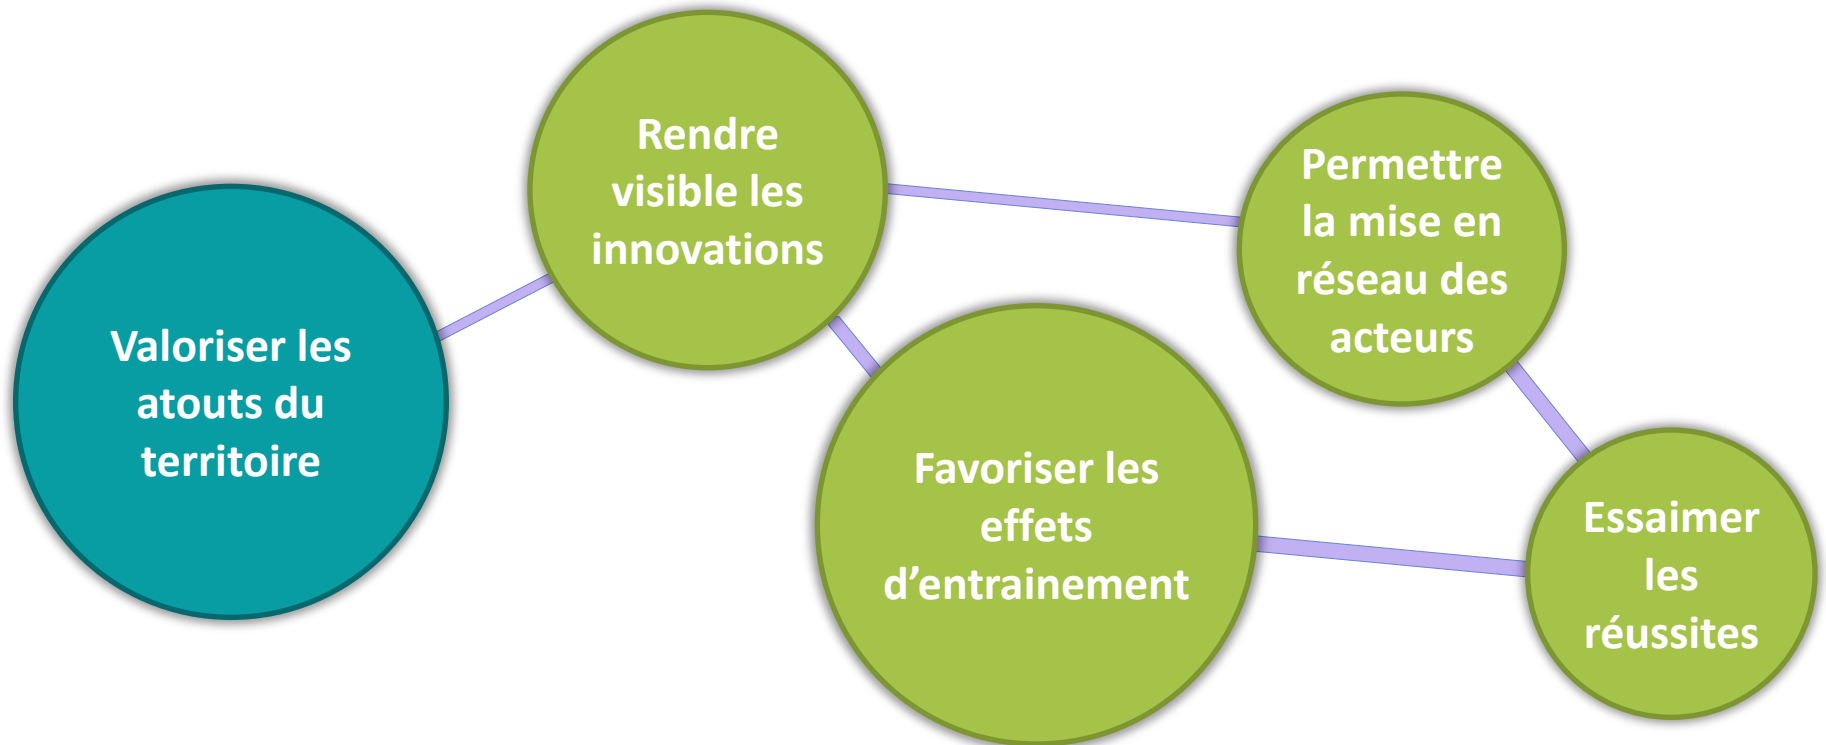 Valoriser les
atouts du
territoire
Rendre
visible les
innovations
Favoriser les
effets
d’entrainement
Permettre
la mise en
réseau des
acteurs
Essaimer
les
réussites